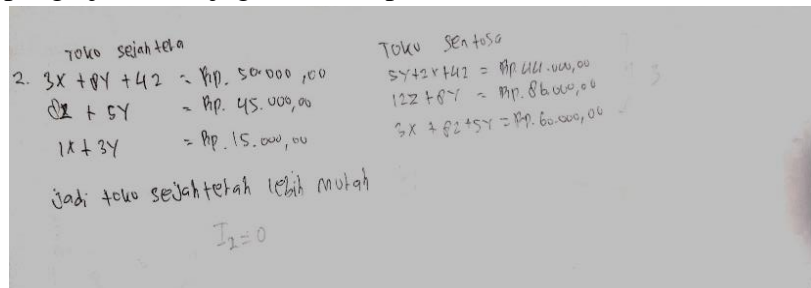 Toko sejahtera
2. 3X + 8Y + 4Z = Rp. 50.000,00
8Z + 5Y = Rp. 45.000,00
1X + 3Y = Rp. 15.000,00
Toko Sentosa
5Y + 2X + 4Z = Rp. 44.000,00
12Z + 8Y = Rp. 86.000,00
3X + 8Z + 5Y = Rp. 60.000,00
Jadi toko sejahterah lebih murah
I2 = 0